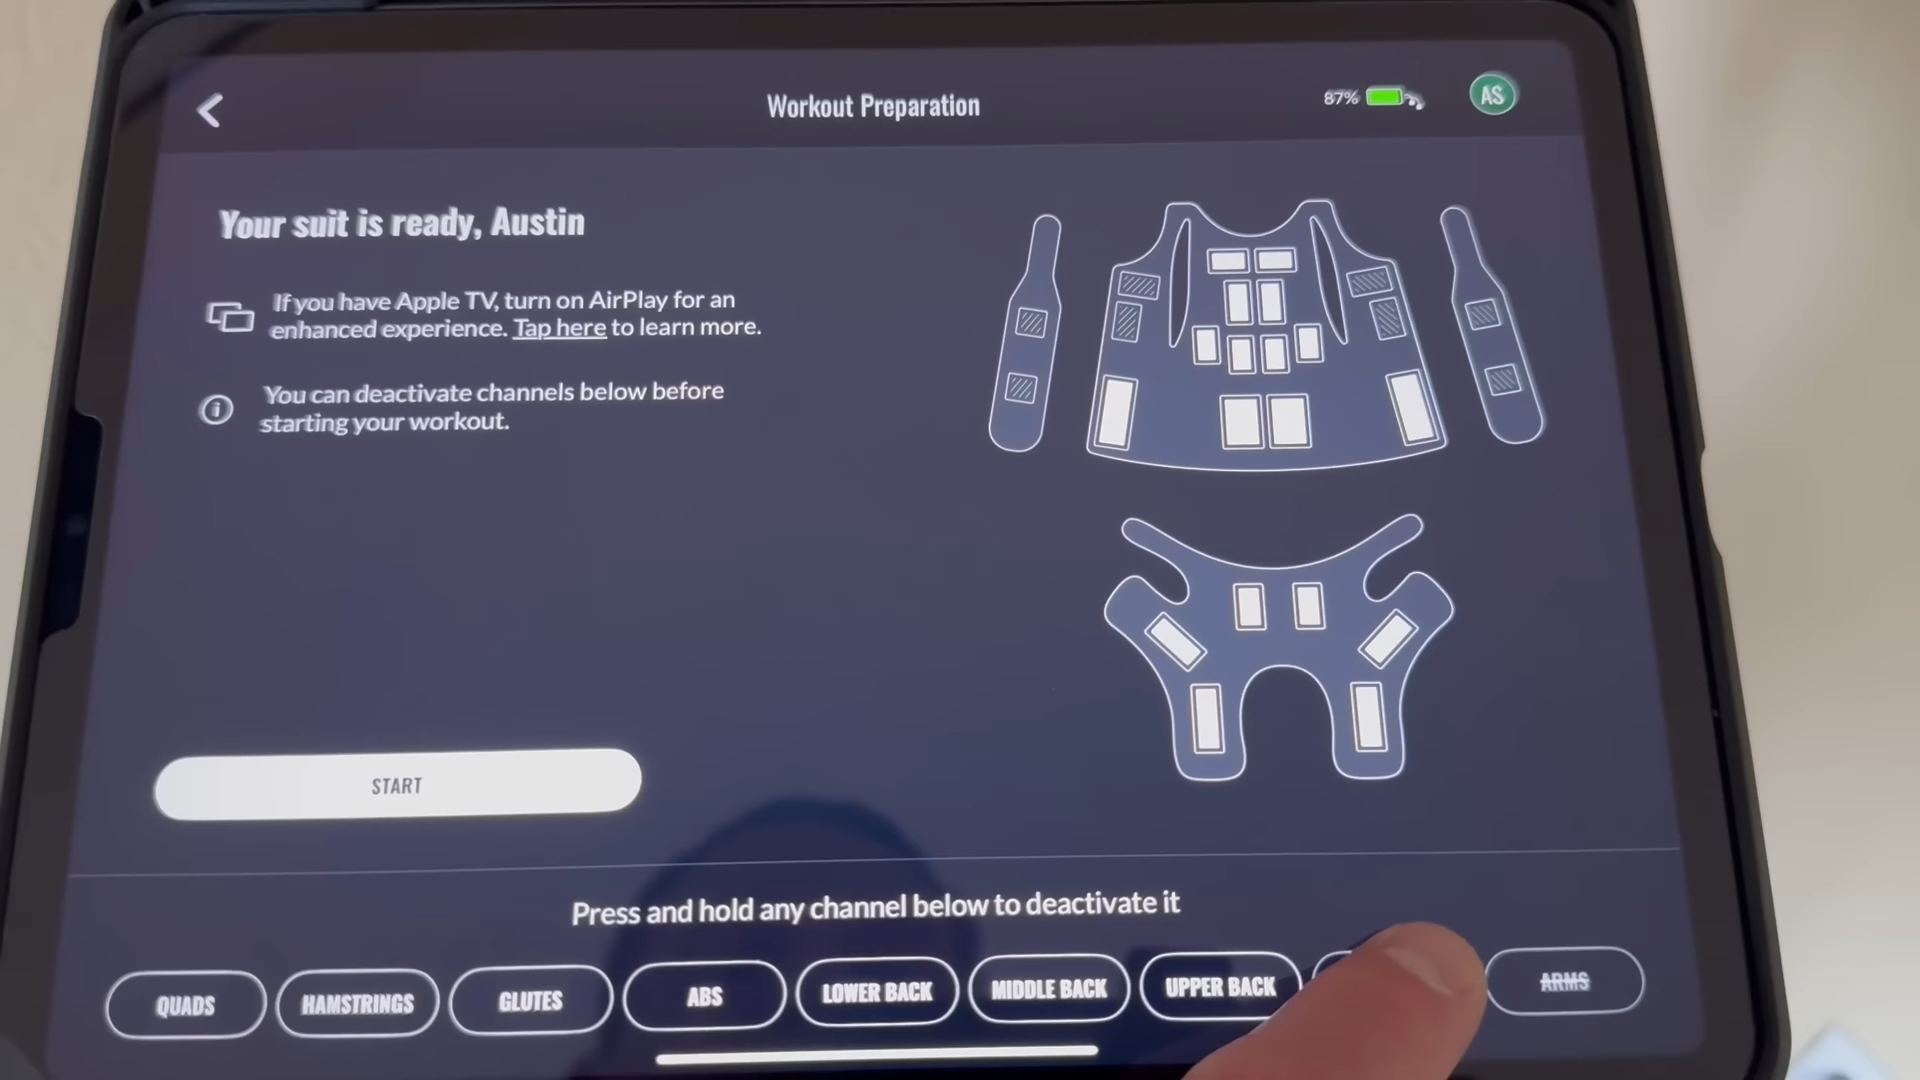 Workout Preparation
87%
AS
Your suit is ready, Austin
If you have Apple TV, turn on AirPlay for an
enhanced experience. Tap here to learn more.
You can deactivate channels below before
starting your workout.
START
Press and hold any channel below to deactivate it
QUADS
HAMSTRINGS
GLUTES
ABS
LOWER BACK
MIDDLE BACK
UPPER BACK
ARMS